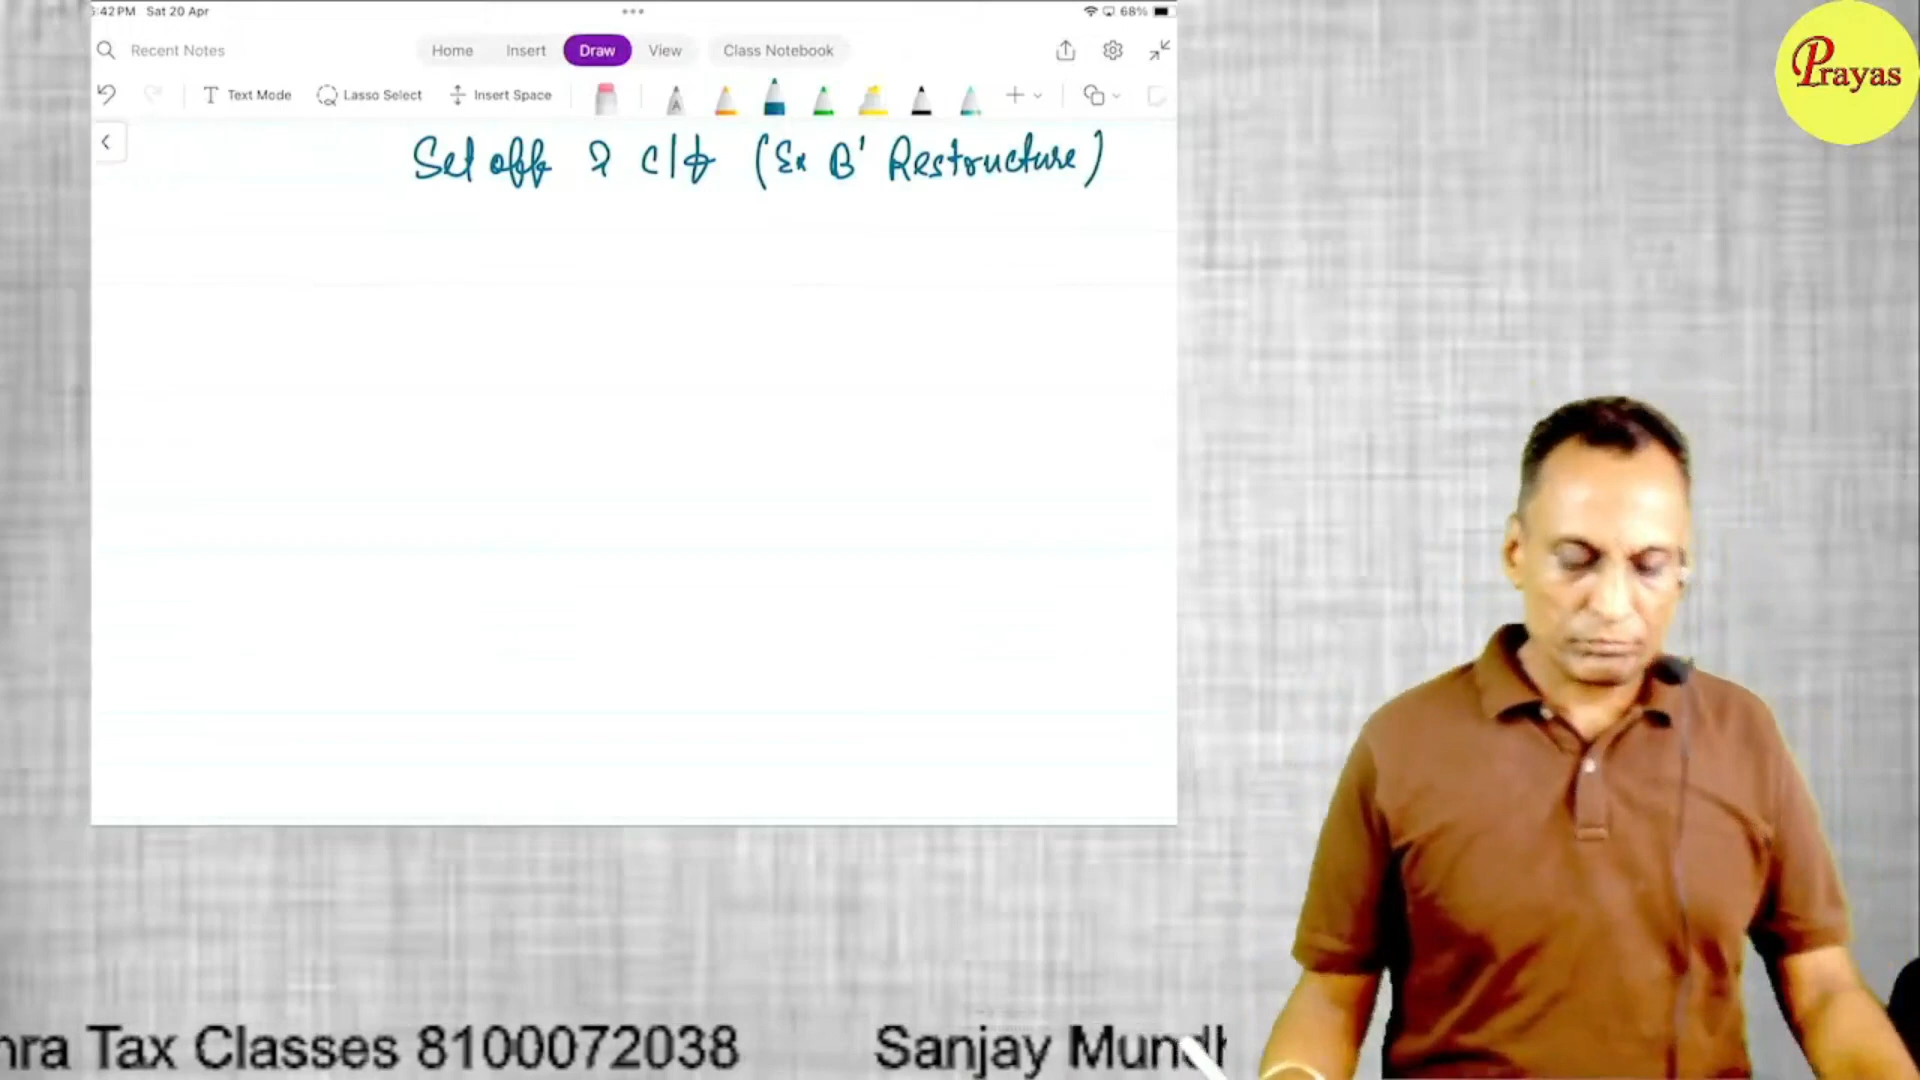 :42 PM Sat 20 Apr
68%
Prayas
Recent Notes
Home Insert Draw View Class Notebook
Text Mode Lasso Select Insert Space
A
Set off & c/f (Ex B' Restructure)
hra Tax Classes 8100072038 Sanjay Mundh